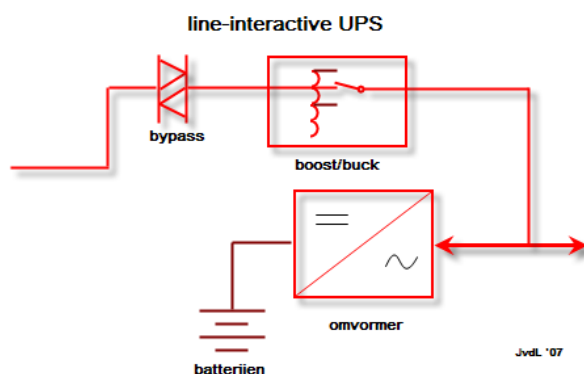 line-interactive UPS
bypass
boost/buck
omvormer
JvdL '07
batterijen